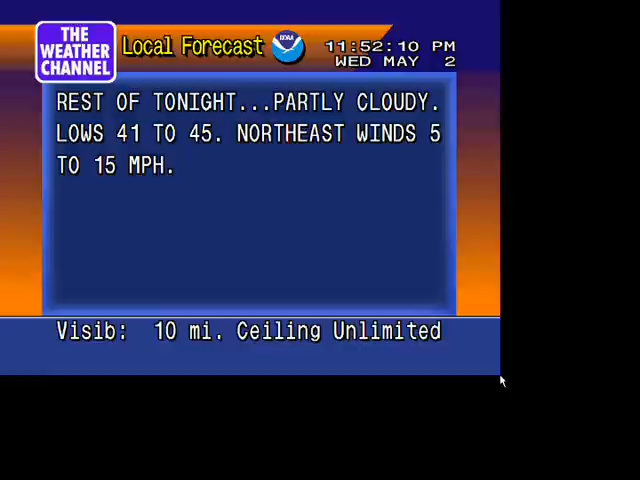 THE
WEATHER
CHANNEL
Local Forecast
NOAA
11:52:10 PM
WED MAY 2
REST OF TONIGHT...PARTLY CLOUDY.
LOWS 41 TO 45. NORTHEAST WINDS 5
TO 15 MPH.
Visib: 10 mi. Ceiling Unlimited